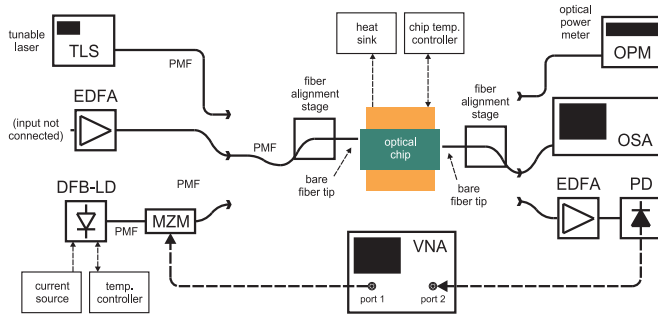 tunable
laser
TLS
PMF
heat
sink
chip temp.
controller
optical
power
meter
OPM
EDFA
(input not
connected)
fiber
alignment
stage
PMF
optical
chip
fiber
alignment
stage
OSA
bare
fiber tip
bare
fiber tip
DFB-LD
PMF
PMF
MZM
EDFA
PD
current
source
temp.
controller
VNA
port 1
port 2